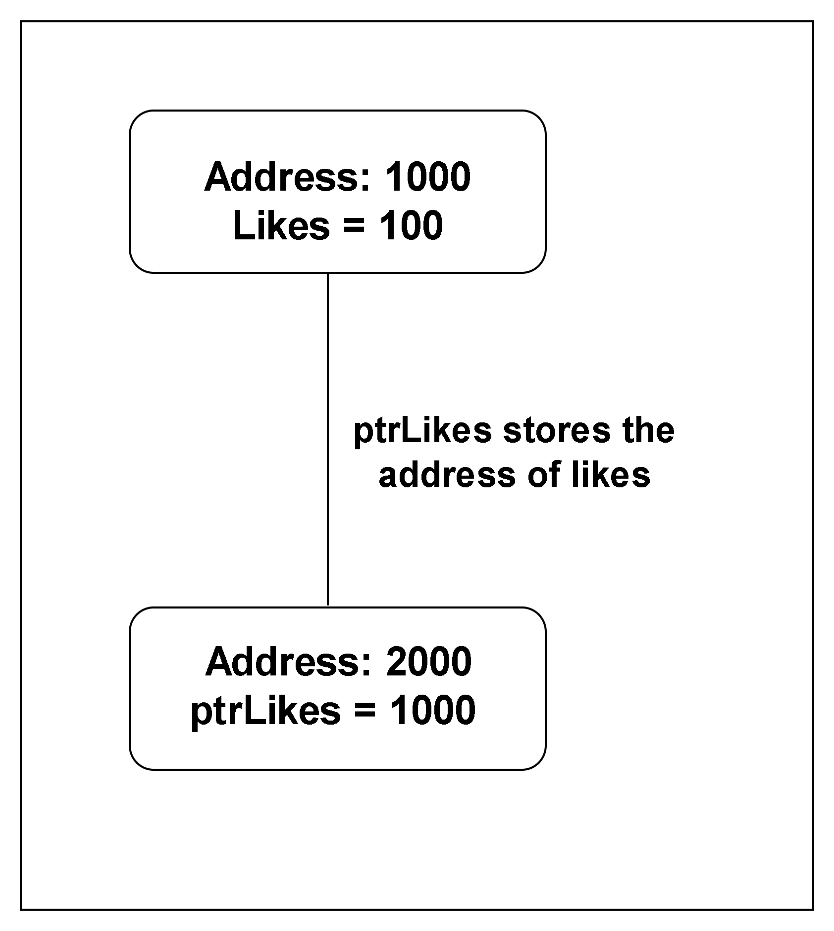 Address: 1000
Likes = 100
ptrLikes stores the
address of likes
Address: 2000
ptrLikes = 1000